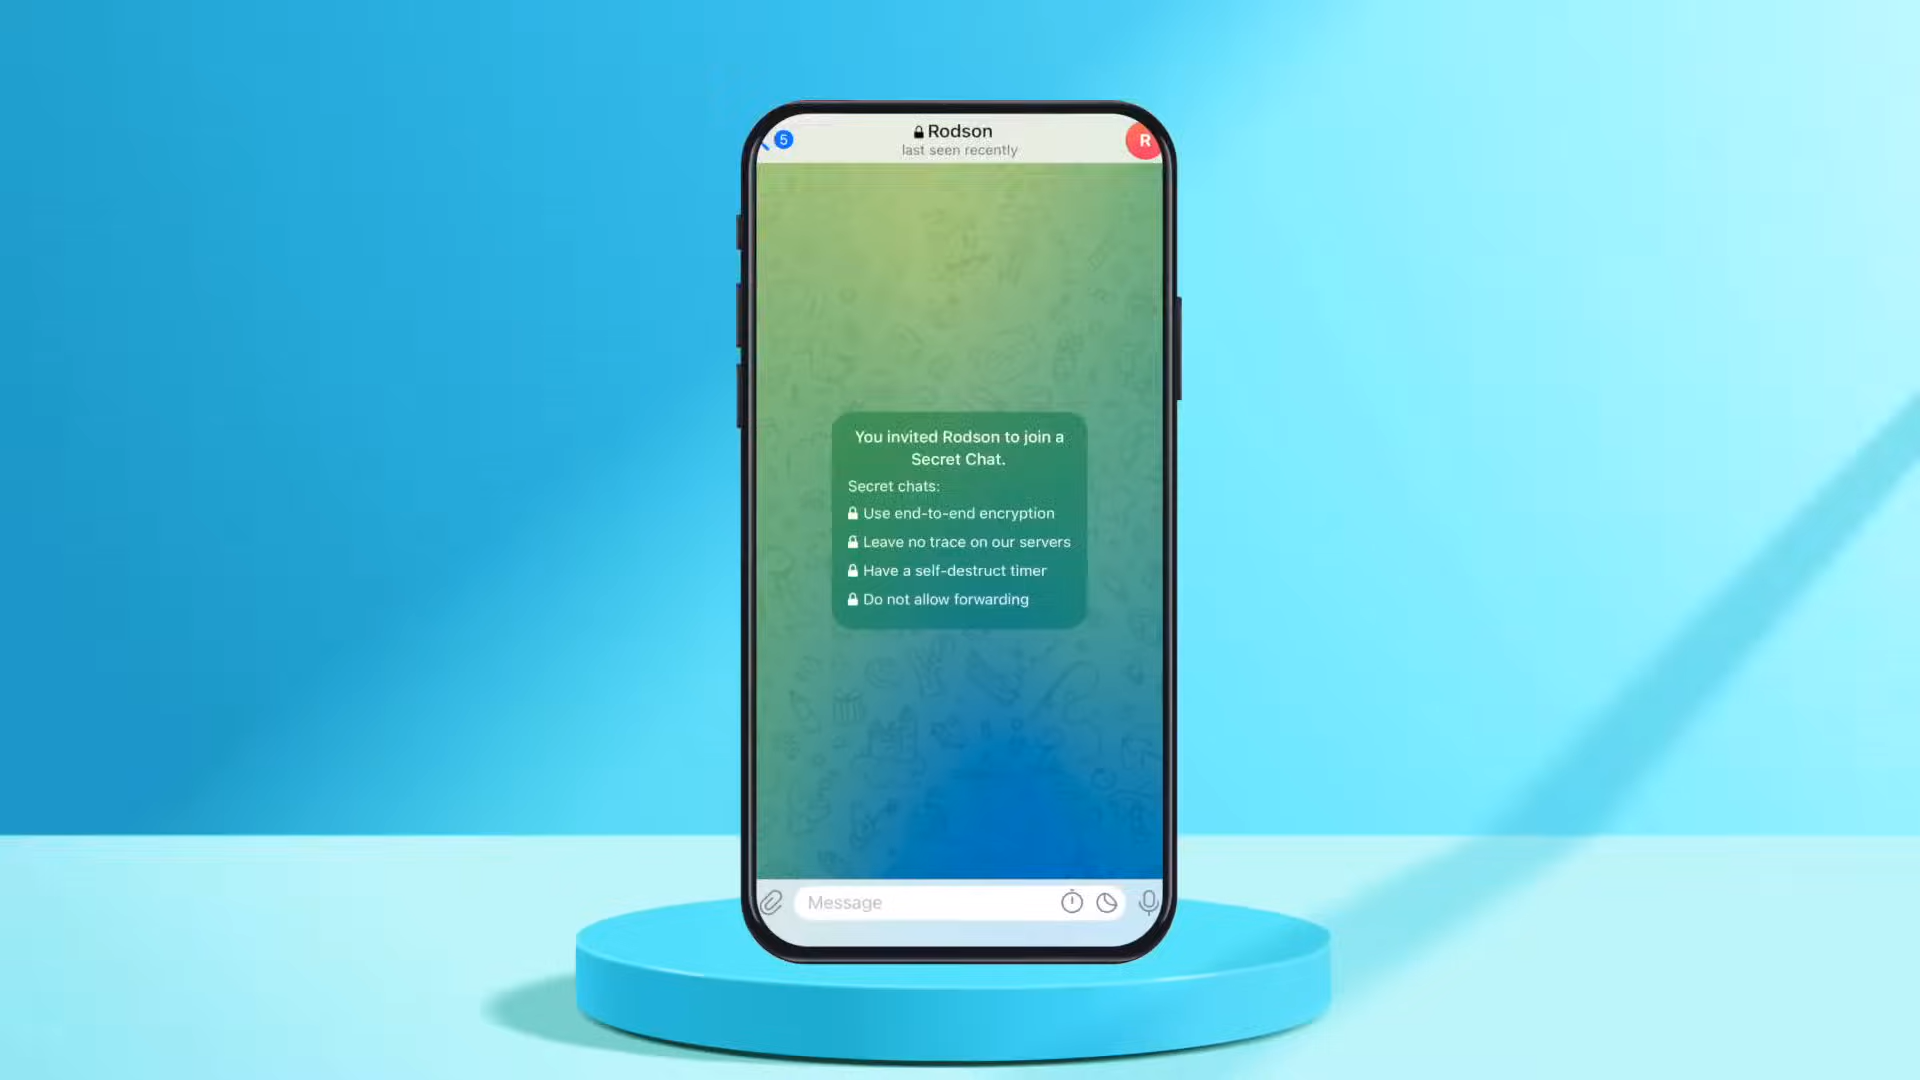 5
Rodson
last seen recently
R
You invited Rodson to join a
Secret Chat.
Secret chats:
Use end-to-end encryption
Leave no trace on our servers
Have a self-destruct timer
Do not allow forwarding
Message